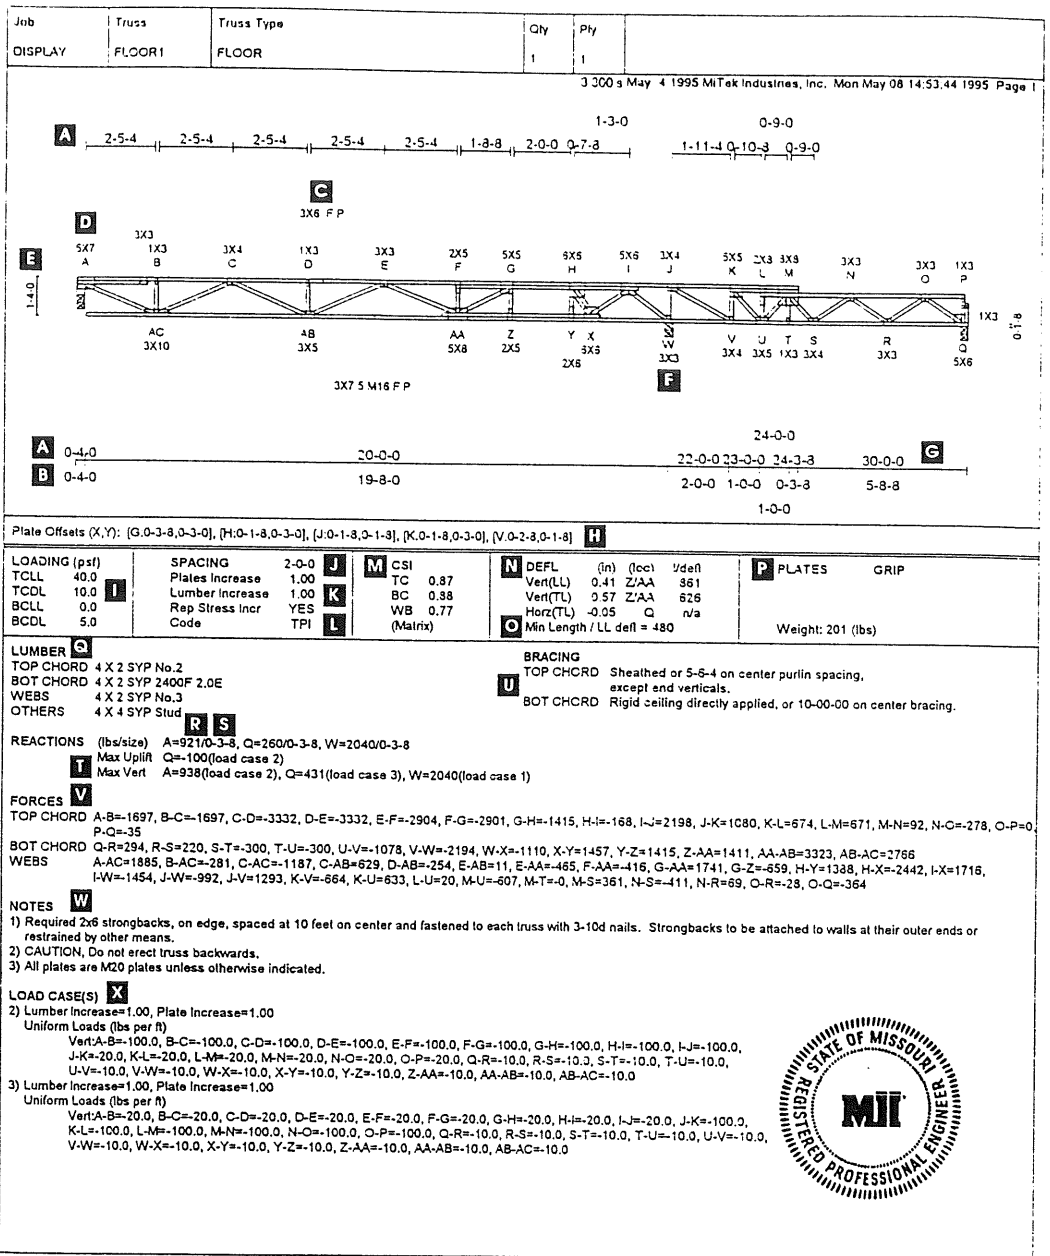 Job Truss Truss Type Qty Ply
DISPLAY FLOOR1 FLOOR 1 1
3.000 s May 4 1995 MiTek Industries, Inc. Mon May 08 14:53:44 1995 Page 1
1-3-0 0-9-0
A 2-5-4 2-5-4 2-5-4 2-5-4 2-5-4 1-8-8 2-0-0 0-7-8 1-11-4 0-10-8 0-9-0
C
3X6 F P
D
3X3
5X7 1X3 3X4 1X3 3X3 2X5 5X5 6X6 5X6 3X4 5X5 2X8 3X8 3X3 3X3 1X3
E A B C D E F G H I J K L M N O P
1-4-0
1X3
0-1-8
AC AB AA Z Y X W V U T S R Q
3X10 3X5 5X8 2X5 2X6 3X3 3X4 3X5 1X3 3X4 3X3 5X6
F
3X7.5 M16 F P
24-0-0
A 0-4-0 20-0-0 22-0-0 23-0-0 24-3-8 30-0-0 G
B 0-4-0 19-8-0 2-0-0 1-0-0 0-3-8 5-8-8
1-0-0
Plate Offsets (X,Y): [G:0-3-8,0-3-0], [H:0-1-8,0-3-0], [J:0-1-8,0-1-8], [K:0-1-8,0-3-0], [V:0-2-8,0-1-8] H
LOADING (psf) SPACING 2-0-0 J M CSI N DEFL (in) (loc) l/defl P PLATES GRIP
TCLL 40.0 Plates Increase 1.00 TC 0.87 Vert(LL) 0.41 Z/AA 861
TCDL 10.0 I Lumber Increase 1.00 K BC 0.88 Vert(TL) 0.57 Z/AA 626
BCLL 0.0 Rep Stress Incr YES WB 0.77 Horz(TL) -0.05 Q n/a
BCDL 5.0 Code TPI L (Matrix) O Min Length / LL defl = 480 Weight: 201 (lbs)
LUMBER Q
TOP CHORD 4 X 2 SYP No.2
BOT CHORD 4 X 2 SYP 2400F 2.0E
WEBS 4 X 2 SYP No.3
OTHERS 4 X 4 SYP Stud
BRACING
U
TOP CHORD Sheathed or 5-6-4 on center purlin spacing,
except end verticals.
BOT CHORD Rigid ceiling directly applied, or 10-00-00 on center bracing.
R S
REACTIONS (lbs/size) A=921/0-3-8, Q=260/0-3-8, W=2040/0-3-8
T Max Uplift Q=-100(load case 2)
Max Vert A=938(load case 2), Q=431(load case 3), W=2040(load case 1)
FORCES V
TOP CHORD A-B=-1697, B-C=-1697, C-D=-3332, D-E=-3332, E-F=-2904, F-G=-2901, G-H=-1415, H-I=-168, I-J=2198, J-K=1080, K-L=674, L-M=671, M-N=92, N-O=-278, O-P=0,
P-Q=-35
BOT CHORD Q-R=294, R-S=220, S-T=-300, T-U=-300, U-V=-1078, V-W=-2194, W-X=-1110, X-Y=1457, Y-Z=1415, Z-AA=1411, AA-AB=3323, AB-AC=2766
WEBS A-AC=1885, B-AC=-281, C-AC=-1187, C-AB=629, D-AB=-254, E-AB=11, E-AA=-465, F-AA=-416, G-AA=1741, G-Z=-659, H-Y=1388, H-X=-2442, I-X=1716,
I-W=-1454, J-W=-992, J-V=1293, K-V=-664, K-U=633, L-U=20, M-U=-607, M-T=-0, M-S=361, N-S=-411, N-R=69, O-R=-28, O-Q=-364
NOTES W
1) Required 2x6 strongbacks, on edge, spaced at 10 feet on center and fastened to each truss with 3-10d nails. Strongbacks to be attached to walls at their outer ends or
restrained by other means.
2) CAUTION, Do not erect truss backwards.
3) All plates are M20 plates unless otherwise indicated.
LOAD CASE(S) X
2) Lumber Increase=1.00, Plate Increase=1.00
Uniform Loads (lbs per ft)
Vert:A-B=-100.0, B-C=-100.0, C-D=-100.0, D-E=-100.0, E-F=-100.0, F-G=-100.0, G-H=-100.0, H-I=-100.0, I-J=-100.0,
J-K=-20.0, K-L=-20.0, L-M=-20.0, M-N=-20.0, N-O=-20.0, O-P=-20.0, Q-R=-10.0, R-S=-10.0, S-T=-10.0, T-U=-10.0,
U-V=-10.0, V-W=-10.0, W-X=-10.0, X-Y=-10.0, Y-Z=-10.0, Z-AA=-10.0, AA-AB=-10.0, AB-AC=-10.0
3) Lumber Increase=1.00, Plate Increase=1.00
Uniform Loads (lbs per ft)
Vert:A-B=-20.0, B-C=-20.0, C-D=-20.0, D-E=-20.0, E-F=-20.0, F-G=-20.0, G-H=-20.0, H-I=-20.0, I-J=-20.0, J-K=-100.0,
K-L=-100.0, L-M=-100.0, M-N=-100.0, N-O=-100.0, O-P=-100.0, Q-R=-10.0, R-S=-10.0, S-T=-10.0, T-U=-10.0, U-V=-10.0,
V-W=-10.0, W-X=-10.0, X-Y=-10.0, Y-Z=-10.0, Z-AA=-10.0, AA-AB=-10.0, AB-AC=-10.0
STATE OF MISSOURI
MII
REGISTERED PROFESSIONAL ENGINEER